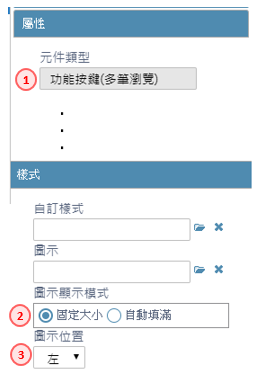 屬性
元件類型
1 功能按鍵(多筆瀏覽)
樣式
自訂樣式
圖示
圖示顯示模式
2 固定大小 自動填滿
圖示位置
3 左